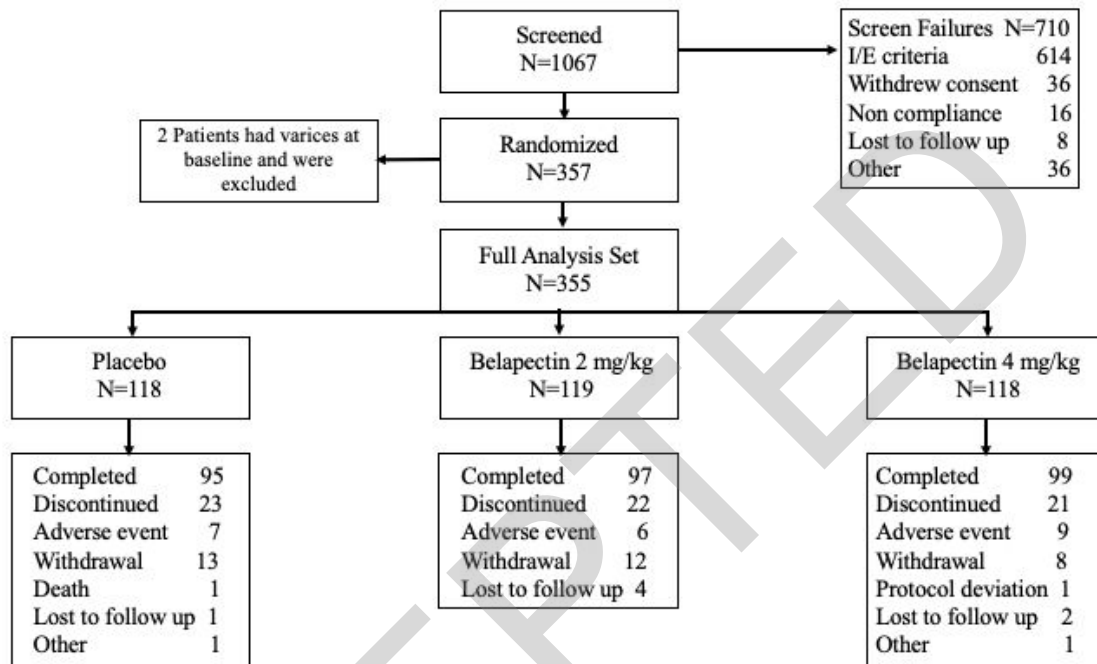 Screened
N=1067
Screen Failures N=710
I/E criteria 614
Withdrew consent 36
Non compliance 16
Lost to follow up 8
Other 36
2 Patients had varices at
baseline and were
excluded
Randomized
N=357
Full Analysis Set
N=355
Placebo
N=118
Belapectin 2 mg/kg
N=119
Belapectin 4 mg/kg
N=118
Completed 95
Discontinued 23
Adverse event 7
Withdrawal 13
Death 1
Lost to follow up 1
Other 1
Completed 97
Discontinued 22
Adverse event 6
Withdrawal 12
Lost to follow up 4
Completed 99
Discontinued 21
Adverse event 9
Withdrawal 8
Protocol deviation 1
Lost to follow up 2
Other 1
EPTED